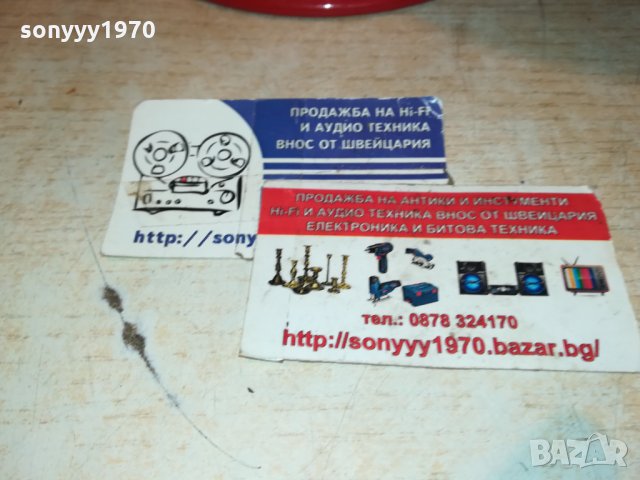 sonyyy1970
ПРОДАЖБА НА Hi-Fi
И АУДИО ТЕХНИКА
ВНОС ОТ ШВЕЙЦАРИЯ
http://sony
ПРОДАЖБА НА АНТИКИ И ИНСТРУМЕНТИ
Hi-Fi И АУДИО ТЕХНИКА ВНОС ОТ ШВЕЙЦАРИЯ
ЕЛЕКТРОНИКА И БИТОВА ТЕХНИКА
тел.: 0878 324170
http://sonyyy1970.bazar.bg/
BAZAR